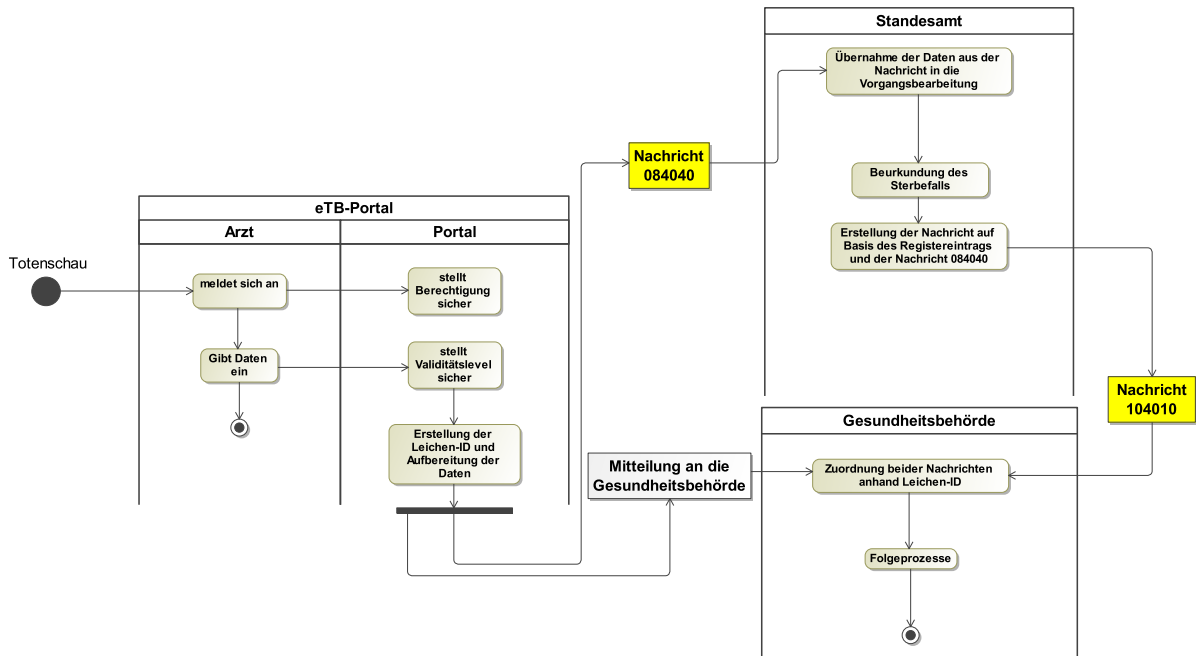 Totenschau
eTB-Portal
Arzt
Portal
meldet sich an
stellt
Berechtigung
sicher
Gibt Daten
ein
stellt
Validitätslevel
sicher
Erstellung der
Leichen-ID und
Aufbereitung der
Daten
Nachricht
084040
Mitteilung an die
Gesundheitsbehörde
Standesamt
Übernahme der Daten aus der
Nachricht in die
Vorgangsbearbeitung
Beurkundung des
Sterbefalls
Erstellung der Nachricht auf
Basis des Registereintrags
und der Nachricht 084040
Nachricht
104010
Gesundheitsbehörde
Zuordnung beider Nachrichten
anhand Leichen-ID
Folgeprozesse